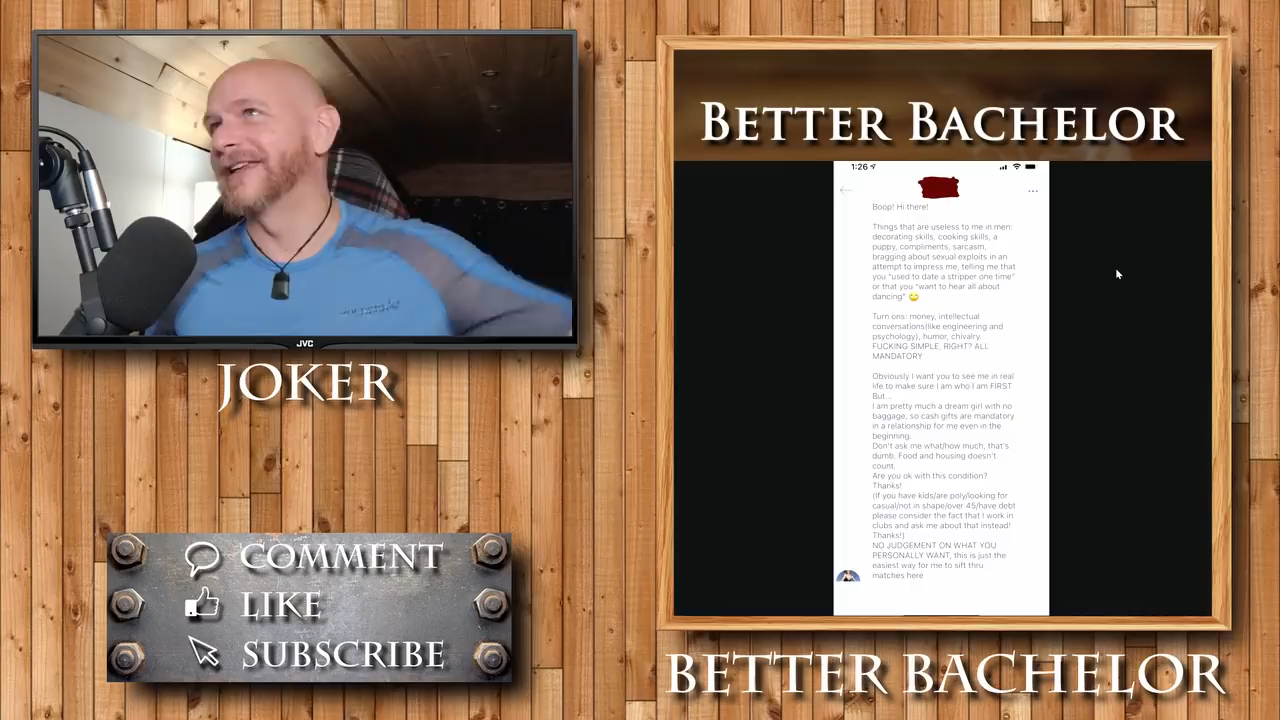 JVC
JOKER
COMMENT
LIKE
SUBSCRIBE
BETTER BACHELOR
1:26
Boop! Hi there!
Things that are useless to me in men:
decorating skills, cooking skills, a
puppy, compliments, sarcasm,
bragging about sexual exploits in an
attempt to impress me, telling me that
you "used to date a stripper one time"
or that you "want to hear all about
dancing" 🙄
Turn ons: money, intellectual
conversations(like engineering and
psychology), humor, chivalry.
FUCKING SIMPLE, RIGHT? ALL
MANDATORY
Obviously I want you to see me in real
life to make sure I am who I am FIRST
But...
I am pretty much a dream girl with no
baggage, so cash gifts are mandatory
in a relationship for me even in the
beginning.
Don't ask me what/how much, that's
dumb. Food and housing doesn't
count.
Are you ok with this condition?
Thanks!
(If you have kids/are poly/looking for
casual/not in shape/over 45/have debt
please consider the fact that I work in
clubs and ask me about that instead!
Thanks!)
NO JUDGEMENT ON WHAT YOU
PERSONALLY WANT, this is just the
easiest way for me to sift thru
matches here
BETTER BACHELOR